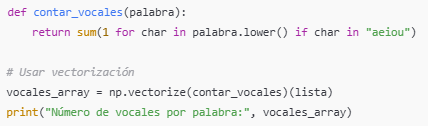 def contar_vocales(palabra):
    return sum(1 for char in palabra.lower() if char in "aeiou")

# Usar vectorización
vocales_array = np.vectorize(contar_vocales)(lista)
print("Número de vocales por palabra:", vocales_array)